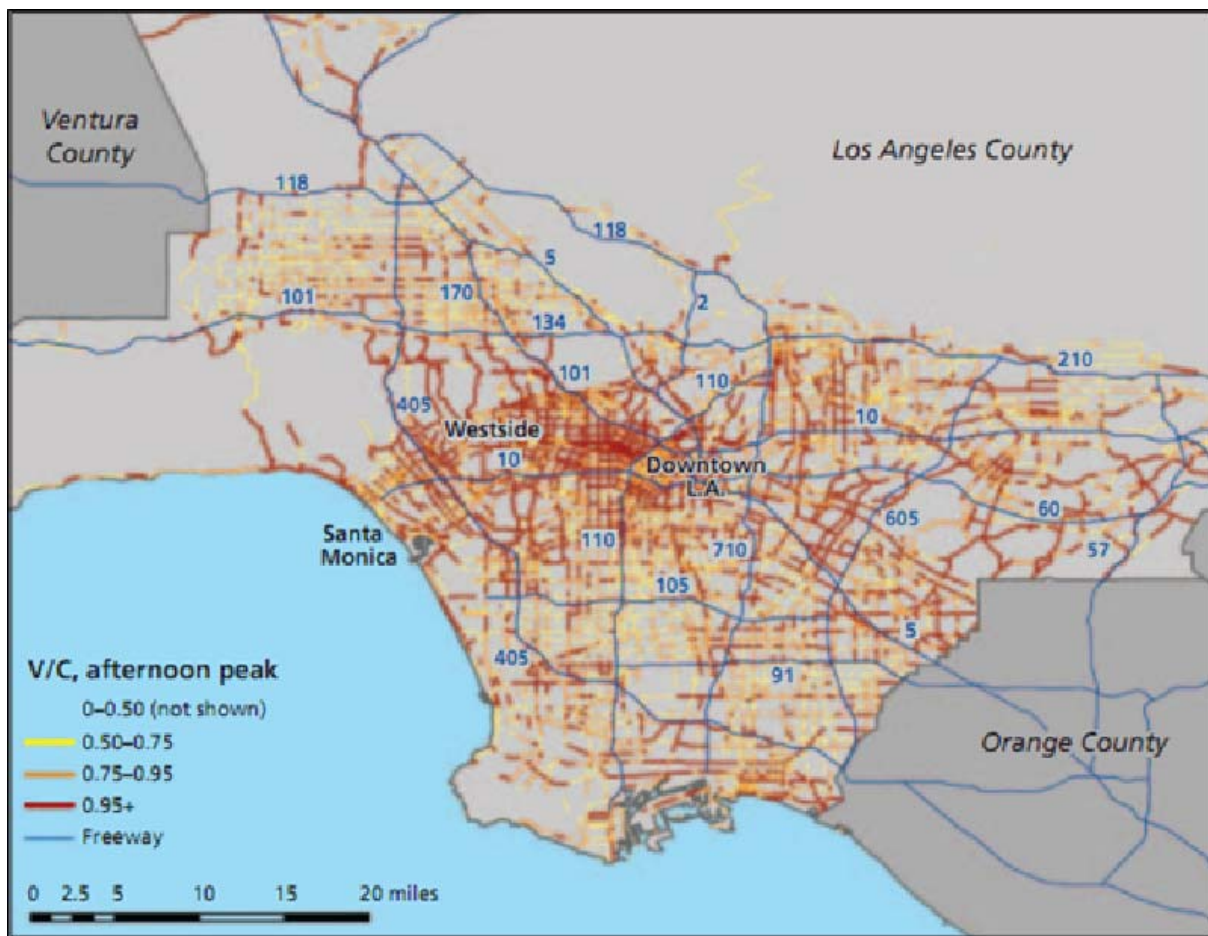 Ventura
County
Los Angeles County
118
118
5
170
2
101
134
101
110
210
405
10
Westside
10
Downtown
L.A.
60
605
Santa
Monica
110
710
57
105
5
405
91
V/C, afternoon peak
0–0.50 (not shown)
0.50–0.75
0.75–0.95
0.95+
Freeway
Orange County
0 2.5 5 10 15 20 miles